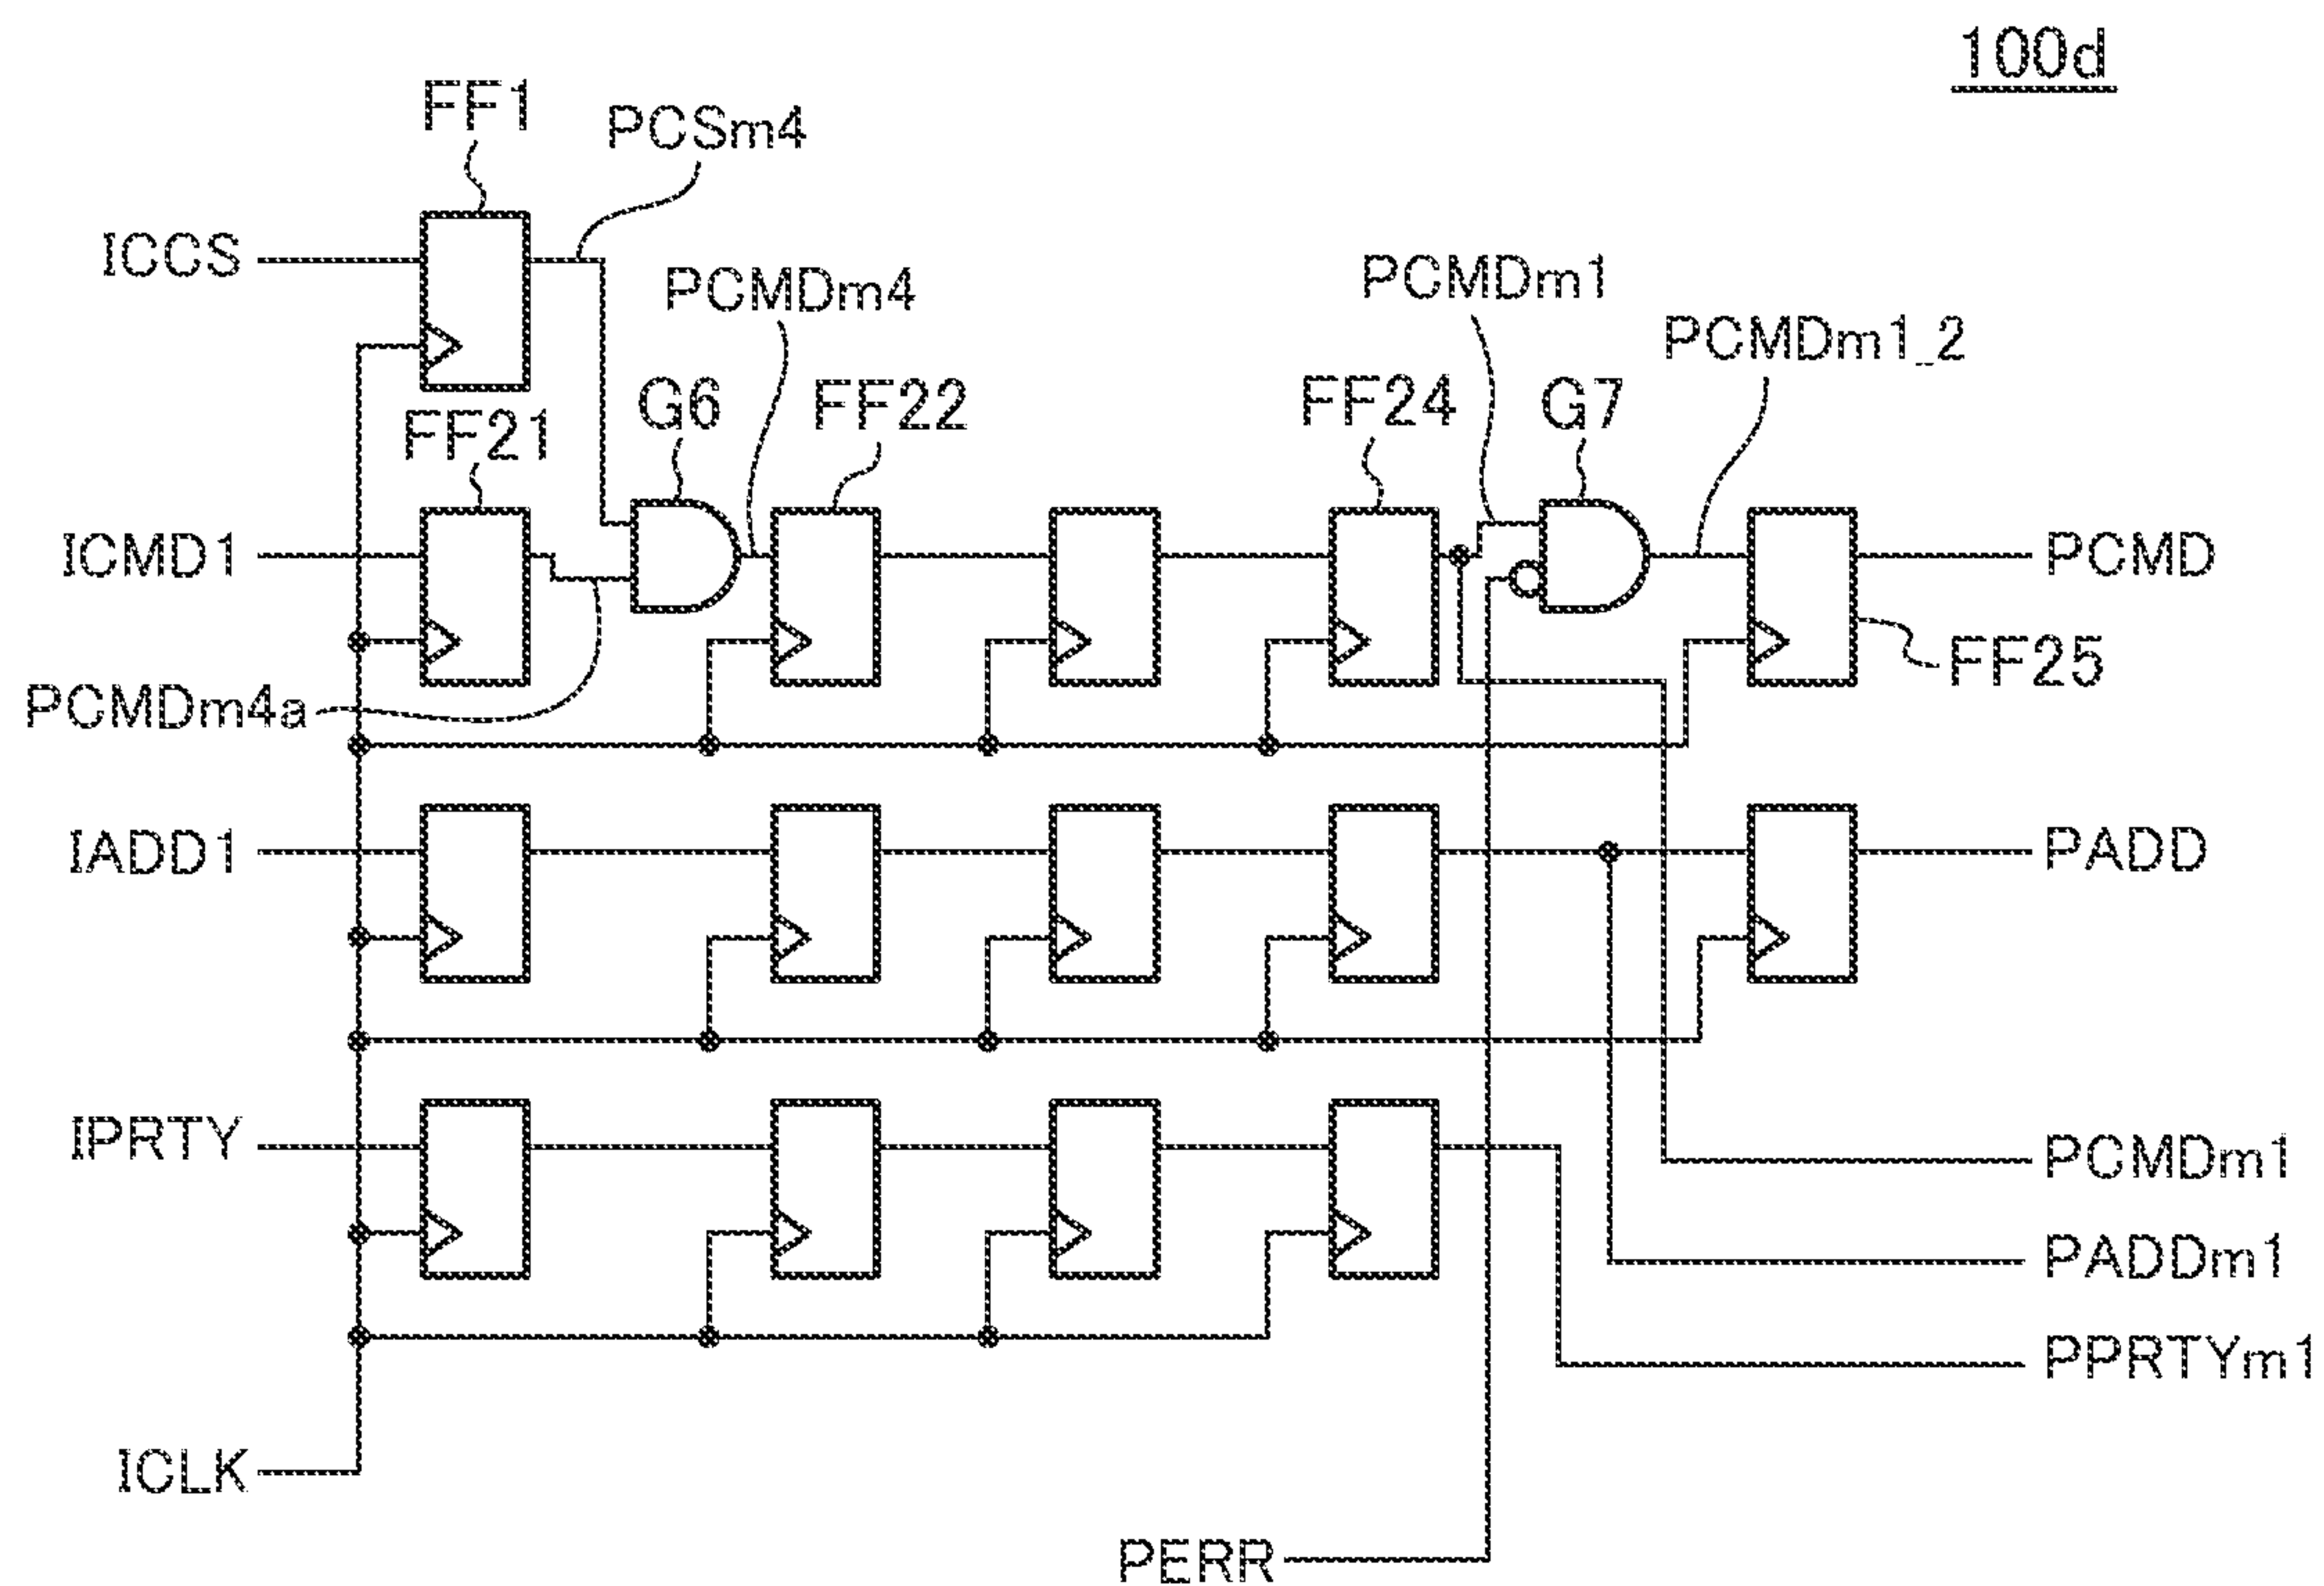 100d
FF1
PCSm4
ICCS
PCMDm4
PCMDm1
PCMDm1_2
FF21
G6
FF22
FF24
G7
ICMD1
PCMD
FF25
PCMDm4a
IADD1
PADD
IPRTY
PCMDm1
PADDm1
PPRTYm1
ICLK
PERR